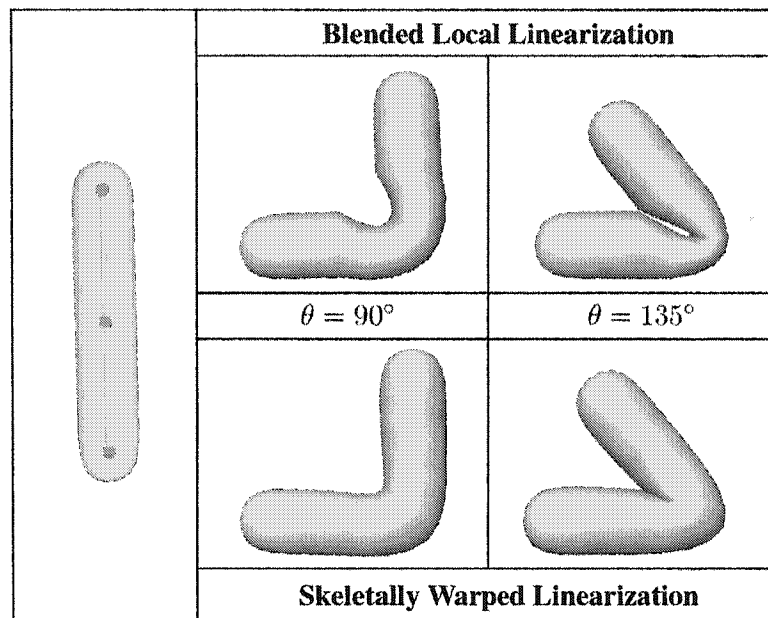 Blended Local Linearization
θ = 90°
θ = 135°
Skeletally Warped Linearization